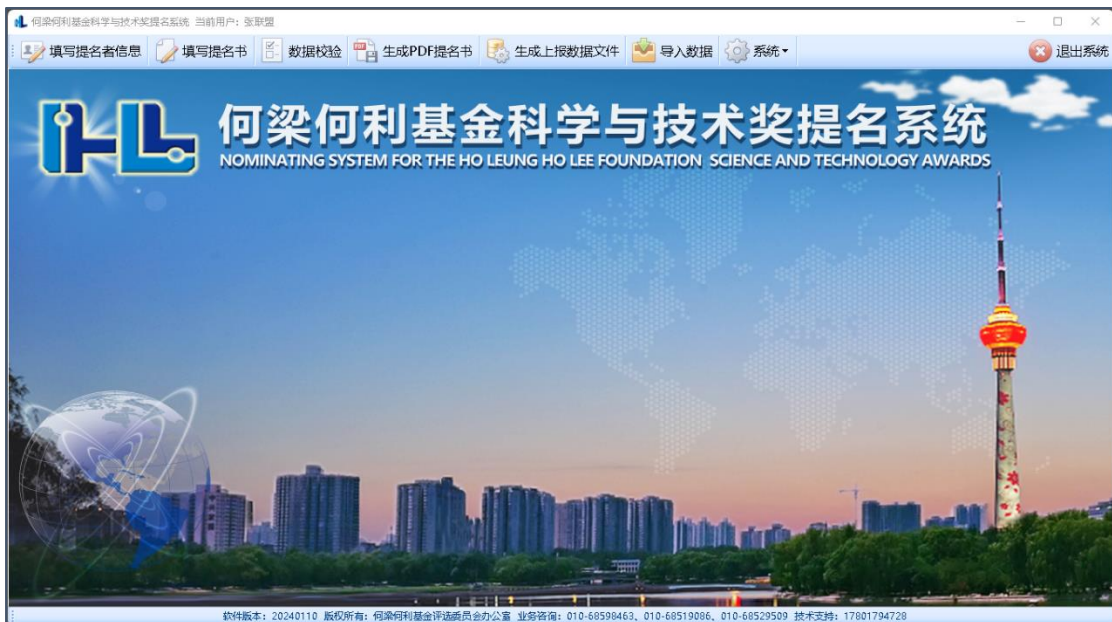 何梁何利基金科学与技术奖提名系统 当前用户: 张联盟
填写提名者信息 填写提名书 数据校验 生成PDF提名书 生成上报数据文件 导入数据 系统 退出系统
HL 何梁何利基金科学与技术奖提名系统
NOMINATING SYSTEM FOR THE HO LEUNG HO LEE FOUNDATION SCIENCE AND TECHNOLOGY AWARDS
软件版本: 20240110 版权所有: 何梁何利基金评选委员会办公室 业务咨询: 010-68598463、010-68519086、010-68529509 技术支持: 17801794728